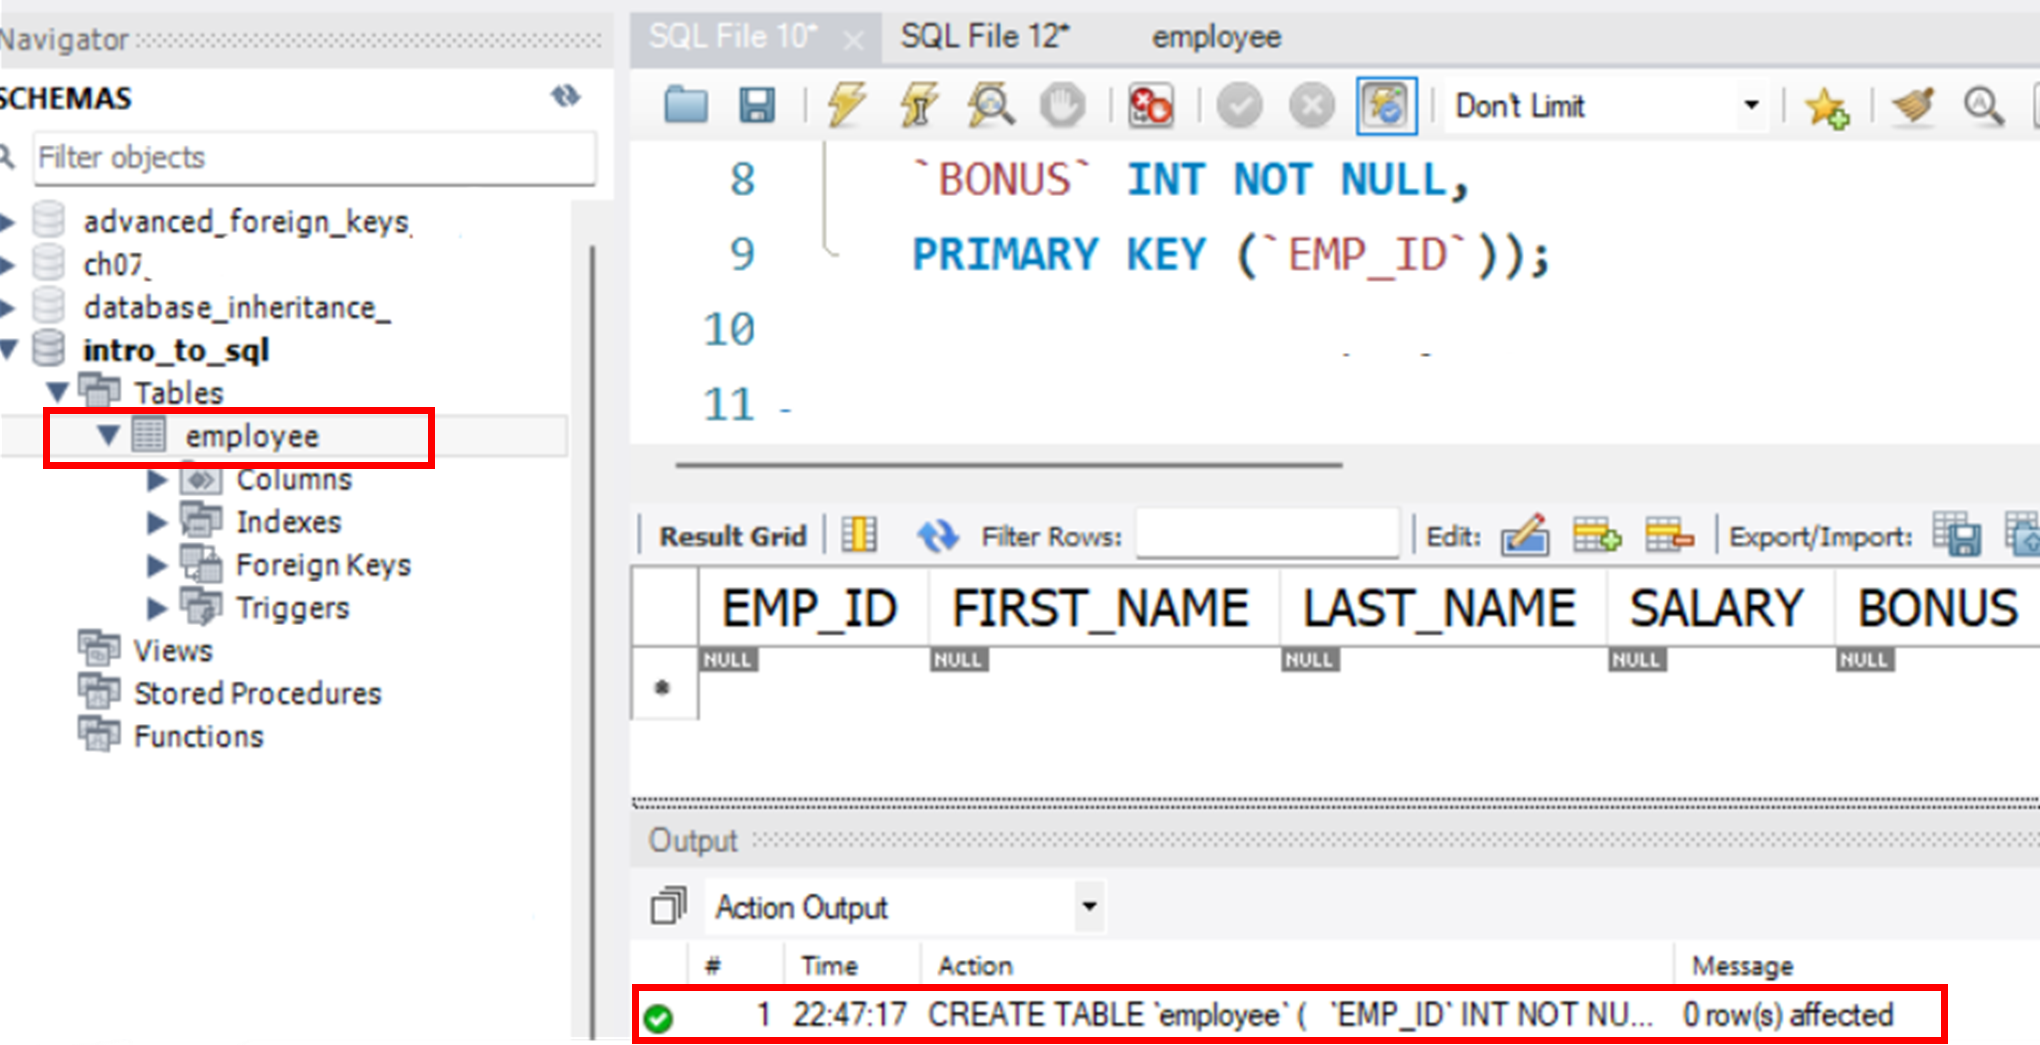 Navigator
SCHEMAS
Filter objects
advanced_foreign_keys
ch07_
database_inheritance_
intro_to_sql
Tables
employee
Columns
Indexes
Foreign Keys
Triggers
Views
Stored Procedures
Functions
SQL File 10* SQL File 12* employee
Don't Limit
8 `BONUS` INT NOT NULL,
9 PRIMARY KEY (`EMP_ID`));
10
11
Result Grid Filter Rows: Edit: Export/Import:
EMP_ID FIRST_NAME LAST_NAME SALARY BONUS
NULL NULL NULL NULL NULL
Output
Action Output
# Time Action Message
1 22:47:17 CREATE TABLE `employee` ( `EMP_ID` INT NOT NU... 0 row(s) affected